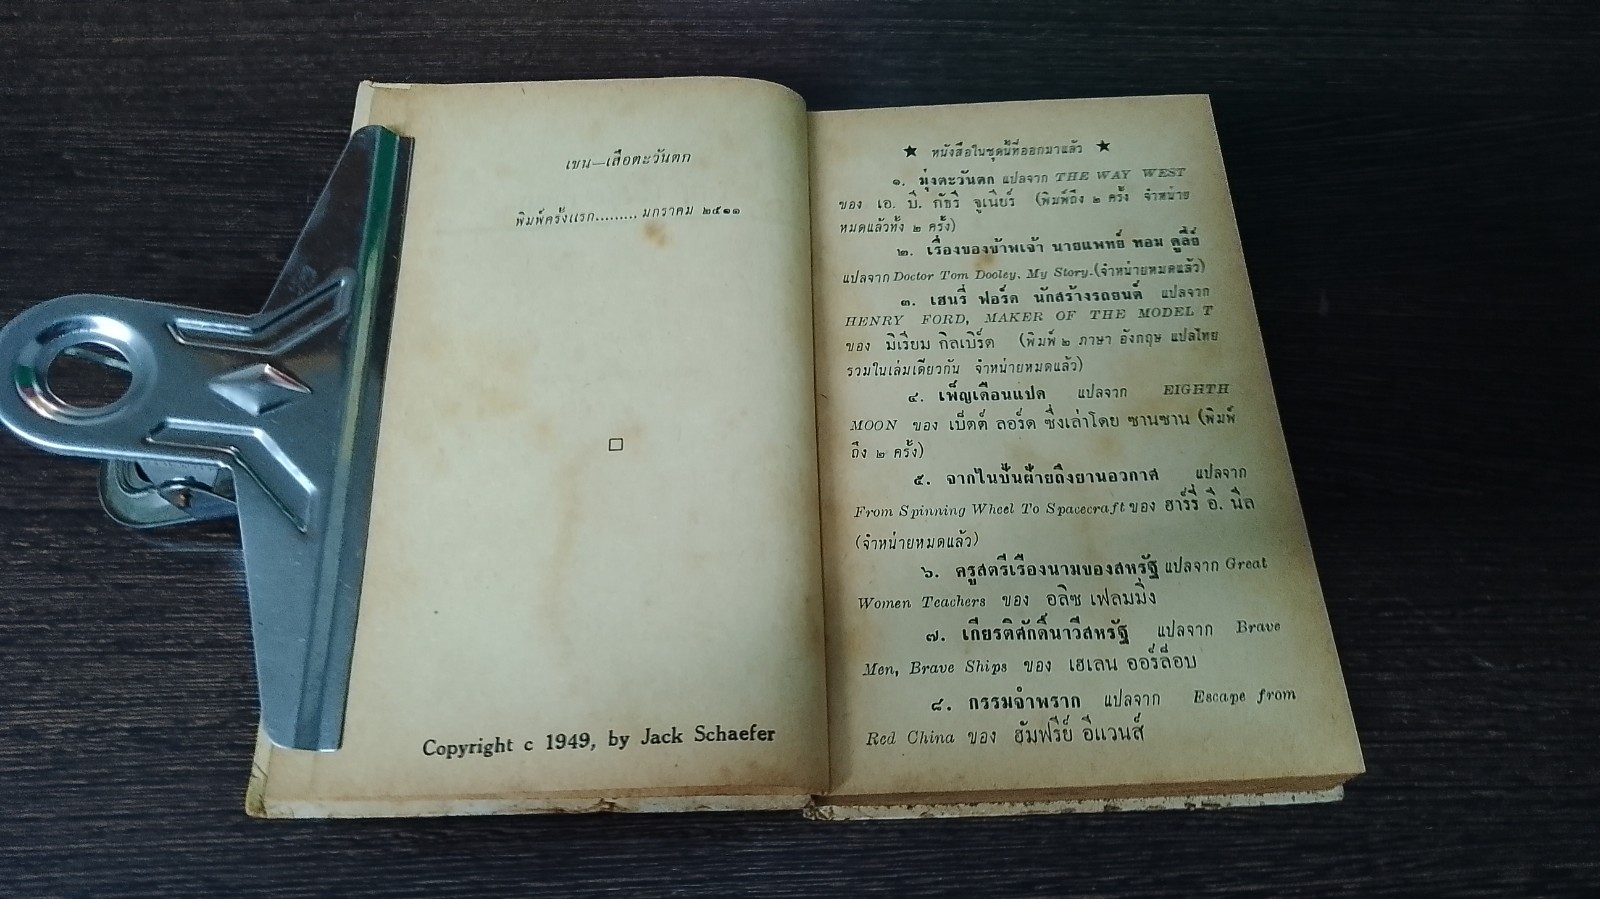 เชน—เสือตะวันตก
พิมพ์ครั้งแรก.........มกราคม ๒๕๑๑
Copyright c 1949, by Jack Schaefer
★ หนังสือในชุดนี้ที่ออกมาแล้ว ★
๑. มุ่งตะวันตก แปลจาก THE WAY WEST
ของ เอ. บี. กัธรี จูเนียร์ (พิมพ์ถึง ๒ ครั้ง จำหน่าย
หมดแล้วทั้ง ๒ ครั้ง)
๒. เรื่องของข้าพเจ้า นายแพทย์ ทอม ดูลีย์
แปลจาก Doctor Tom Dooley, My Story.(จำหน่ายหมดแล้ว)
๓. เฮนรี่ ฟอร์ด นักสร้างรถยนต์ แปลจาก
HENRY FORD, MAKER OF THE MODEL T
ของ มิเรียม กิลเบิร์ต (พิมพ์ ๒ ภาษา อังกฤษ แปลไทย
รวมในเล่มเดียวกัน จำหน่ายหมดแล้ว)
๔. เพ็ญเดือนแปด แปลจาก EIGHTH
MOON ของ เบ็ตต์ ลอร์ด ซึ่งเล่าโดย ซานซาน (พิมพ์
ถึง ๒ ครั้ง)
๕. จากไนปั่นฝ้ายถึงยานอวกาศ แปลจาก
From Spinning Wheel To Spacecraft ของ ฮาร์รี่ อี. นีล
(จำหน่ายหมดแล้ว)
๖. ครูสตรีเรืองนามของสหรัฐ แปลจาก Great
Women Teachers ของ อลิซ เฟลมมิ่ง
๗. เกียรติศักดิ์นาวีสหรัฐ แปลจาก Brave
Men, Brave Ships ของ เฮเลน ออร์ล็อบ
๘. กรรมจำพราก แปลจาก Escape from
Red China ของ ฮัมฟรีย์ อีแวนส์